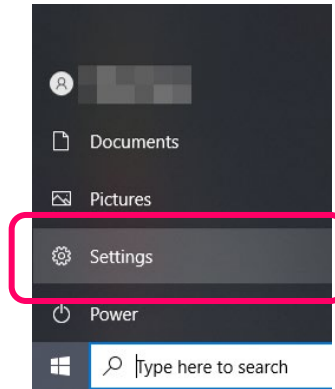 Documents
Pictures
Settings
Power
Type here to search